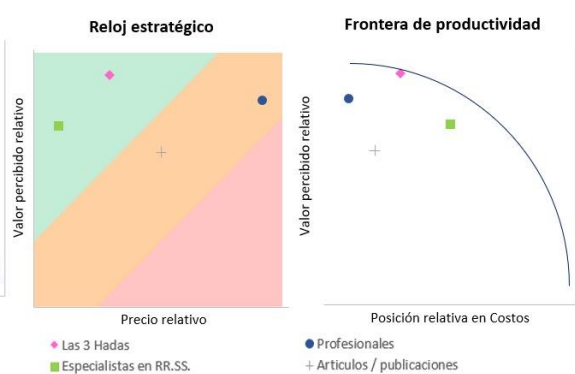 Reloj estratégico
Frontera de productividad
Valor percibido relativo
Valor percibido relativo
Precio relativo
Posición relativa en Costos
Las 3 Hadas
Profesionales
Especialistas en RR.SS.
Articulos / publicaciones